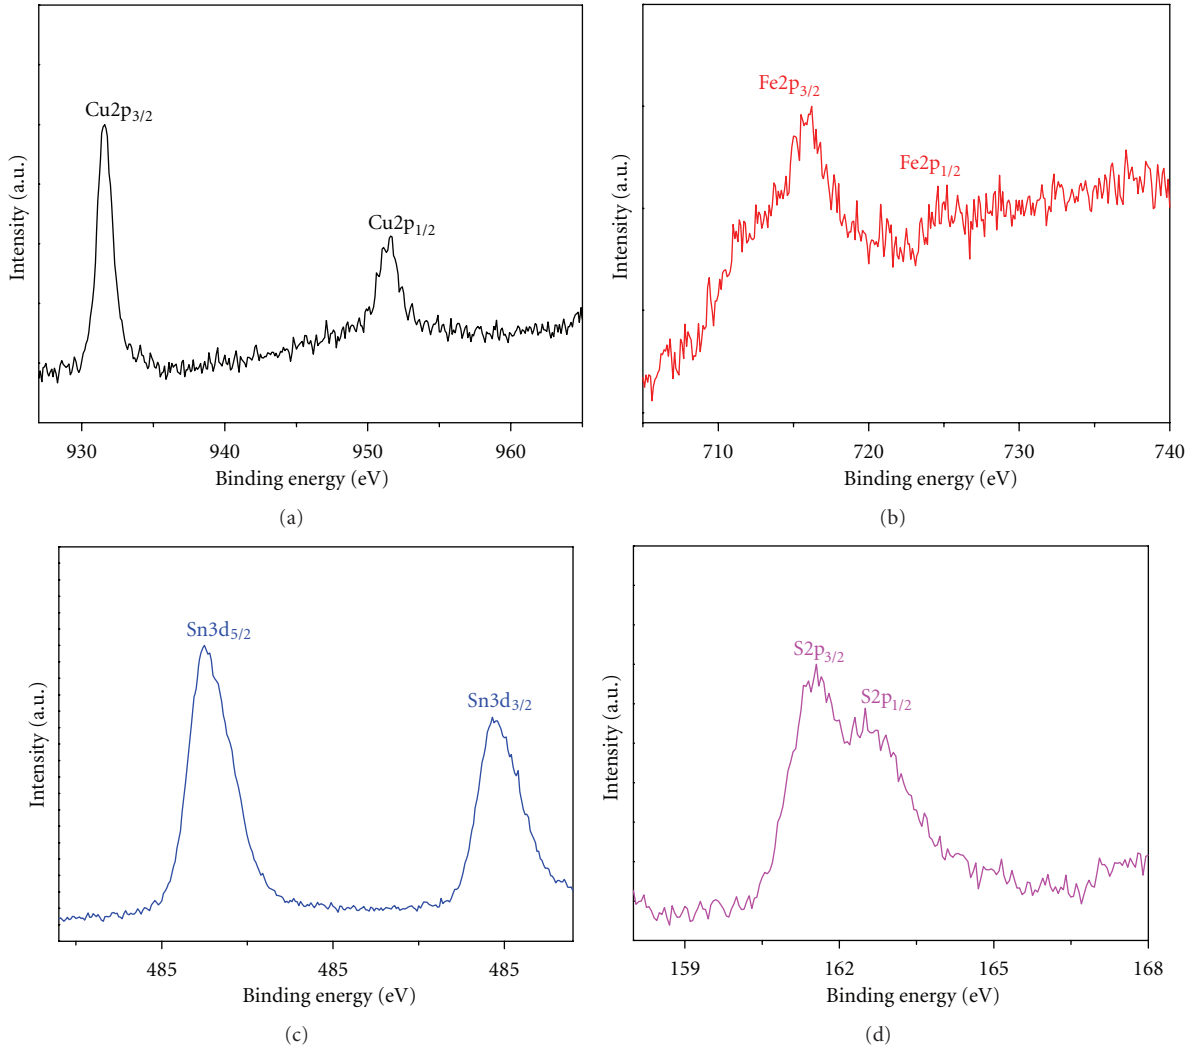 Cu2p3/2
Cu2p1/2
Intensity (a.u.)
930 940 950 960
Binding energy (eV)
(a)
Fe2p3/2
Fe2p1/2
Intensity (a.u.)
710 720 730 740
Binding energy (eV)
(b)
Sn3d5/2
Sn3d3/2
Intensity (a.u.)
485 485 485
Binding energy (eV)
(c)
S2p3/2
S2p1/2
Intensity (a.u.)
159 162 165 168
Binding energy (eV)
(d)